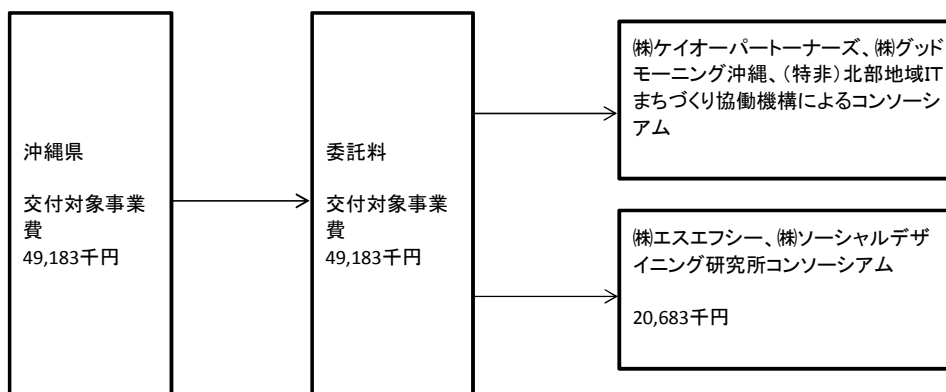 沖縄県
交付対象事業
費
49,183千円
委託料
交付対象事業
費
49,183千円
㈱ケイオーパートーナーズ、㈱グッド
モーニング沖縄、（特非）北部地域IT
まちづくり協働機構によるコンソーシ
アム
㈱エスエフシー、㈱ソーシャルデザ
イニング研究所コンソーシアム
20,683千円